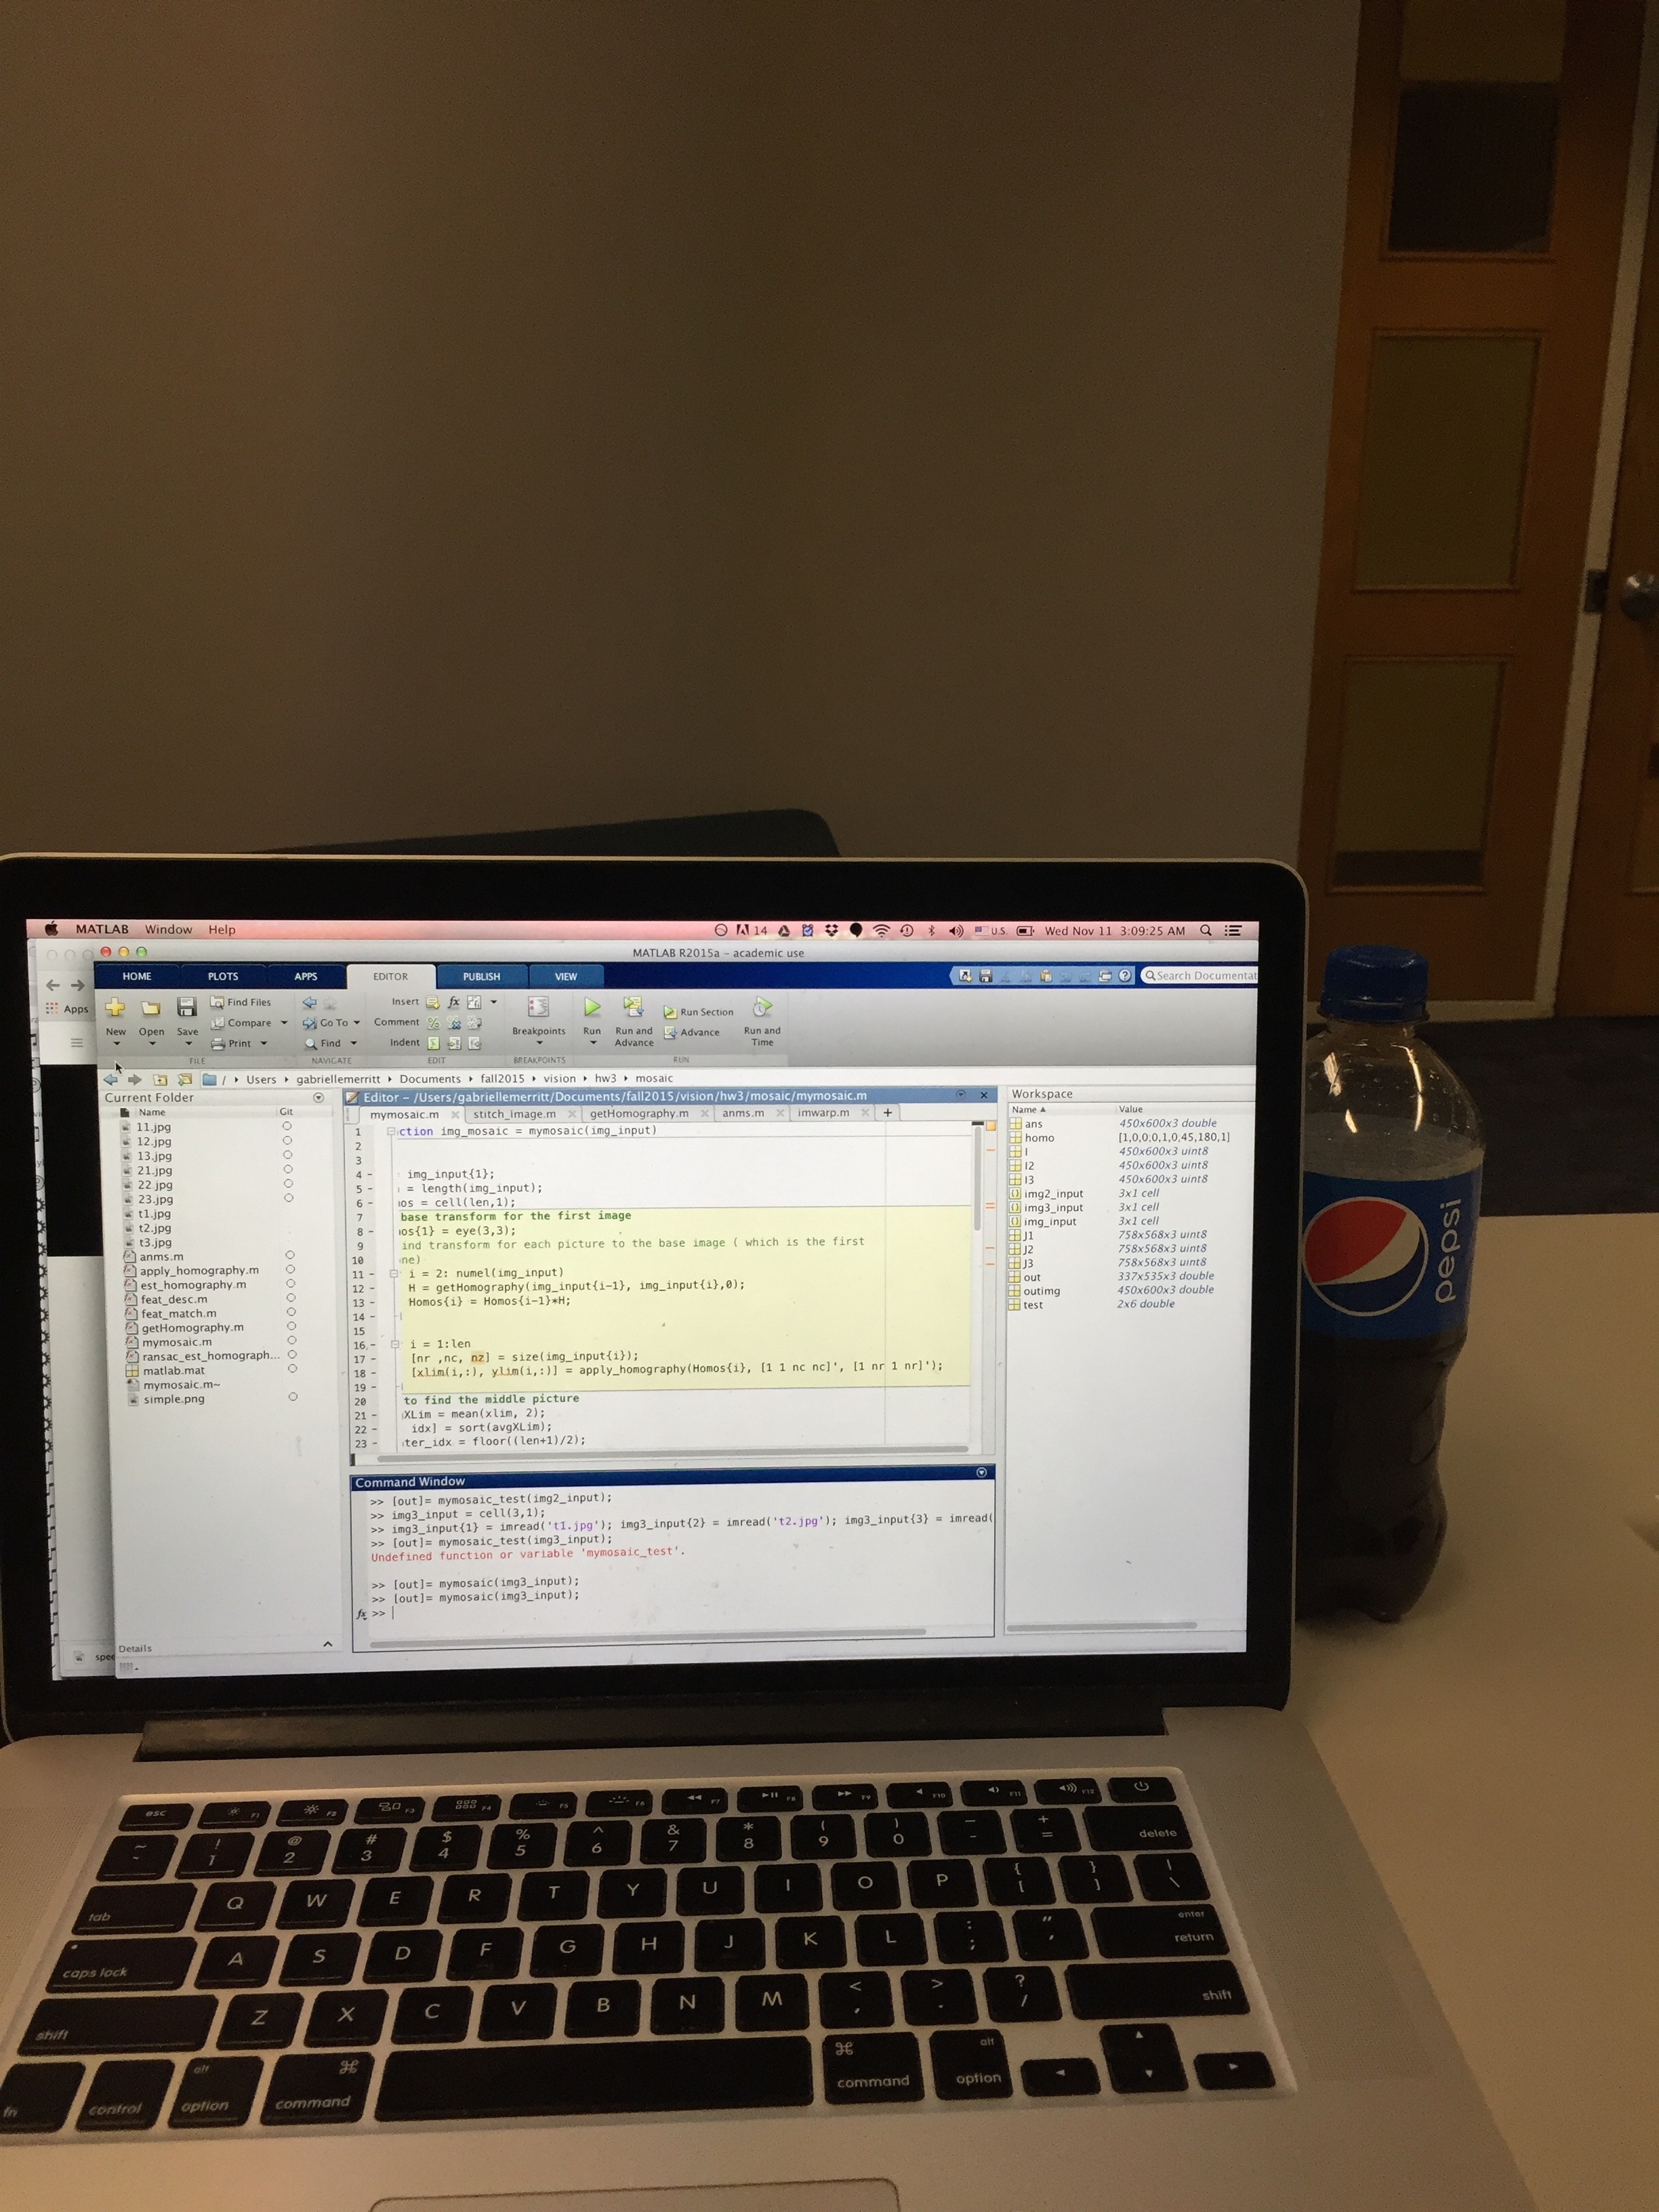 MATLAB Window Help
14 U.S. Wed Nov 11 3:09:25 AM
MATLAB R2015a - academic use
HOME PLOTS APPS EDITOR PUBLISH VIEW
Search Documentat
Apps
New Open Save
Find Files
Compare
Print
Go To
Find
Insert fx
Comment
Indent
Breakpoints
Run
Run and Advance
Run Section
Advance
Run and Time
FILE NAVIGATE EDIT BREAKPOINTS RUN
/ Users gabriellemerritt Documents fall2015 vision hw3 mosaic
Current Folder
Name Git
11.jpg
12.jpg
13.jpg
21.jpg
22.jpg
23.jpg
t1.jpg
t2.jpg
t3.jpg
anms.m
apply_homography.m
est_homography.m
feat_desc.m
feat_match.m
getHomography.m
mymosaic.m
ransac_est_homograph...
matlab.mat
mymosaic.m~
simple.png
Details
Editor - /Users/gabriellemerritt/Documents/fall2015/vision/hw3/mosaic/mymosaic.m
mymosaic.m stitch_image.m getHomography.m anms.m imwarp.m +
1 ction img_mosaic = mymosaic(img_input)
2
3
4 - img_input{1};
5 - = length(img_input);
6 - os = cell(len,1);
7 base transform for the first image
8 - os{1} = eye(3,3);
9 ind transform for each picture to the base image ( which is the first
10 ne)
11 - i = 2: numel(img_input)
12 - H = getHomography(img_input{i-1}, img_input{i},0);
13 - Homos{i} = Homos{i-1}*H;
14 -
15
16 - i = 1:len
17 - [nr ,nc, nz] = size(img_input{i});
18 - [xlim(i,:), ylim(i,:)] = apply_homography(Homos{i}, [1 1 nc nc]', [1 nr 1 nr]');
19 -
20 to find the middle picture
21 - XLim = mean(xlim, 2);
22 - idx] = sort(avgXLim);
23 - ter_idx = floor((len+1)/2);
Command Window
>> [out]= mymosaic_test(img2_input);
>> img3_input = cell(3,1);
>> img3_input{1} = imread('t1.jpg'); img3_input{2} = imread('t2.jpg'); img3_input{3} = imread(
>> [out]= mymosaic_test(img3_input);
Undefined function or variable 'mymosaic_test'.
>> [out]= mymosaic(img3_input);
>> [out]= mymosaic(img3_input);
fx >>
Workspace
Name Value
ans 450x600x3 double
homo [1,0,0;0,1,0;45,180,1]
I 450x600x3 uint8
I2 450x600x3 uint8
I3 450x600x3 uint8
img2_input 3x1 cell
img3_input 3x1 cell
img_input 3x1 cell
J1 758x568x3 uint8
J2 758x568x3 uint8
J3 758x568x3 uint8
out 337x535x3 double
outimg 450x600x3 double
test 2x6 double
pepsi
esc F1 F2 F3 F4 F5 F6 F7 F8 F9 F10 F11 F12
~ ! @ # $ % ^ & * ( ) _ + delete
1 2 3 4 5 6 7 8 9 0 - =
tab Q W E R T Y U I O P { [ } ] | \
caps lock A S D F G H J K L : ; " ' enter return
shift Z X C V B N M < , > . ? / shift
fn control alt option ⌘ command ⌘ command alt option